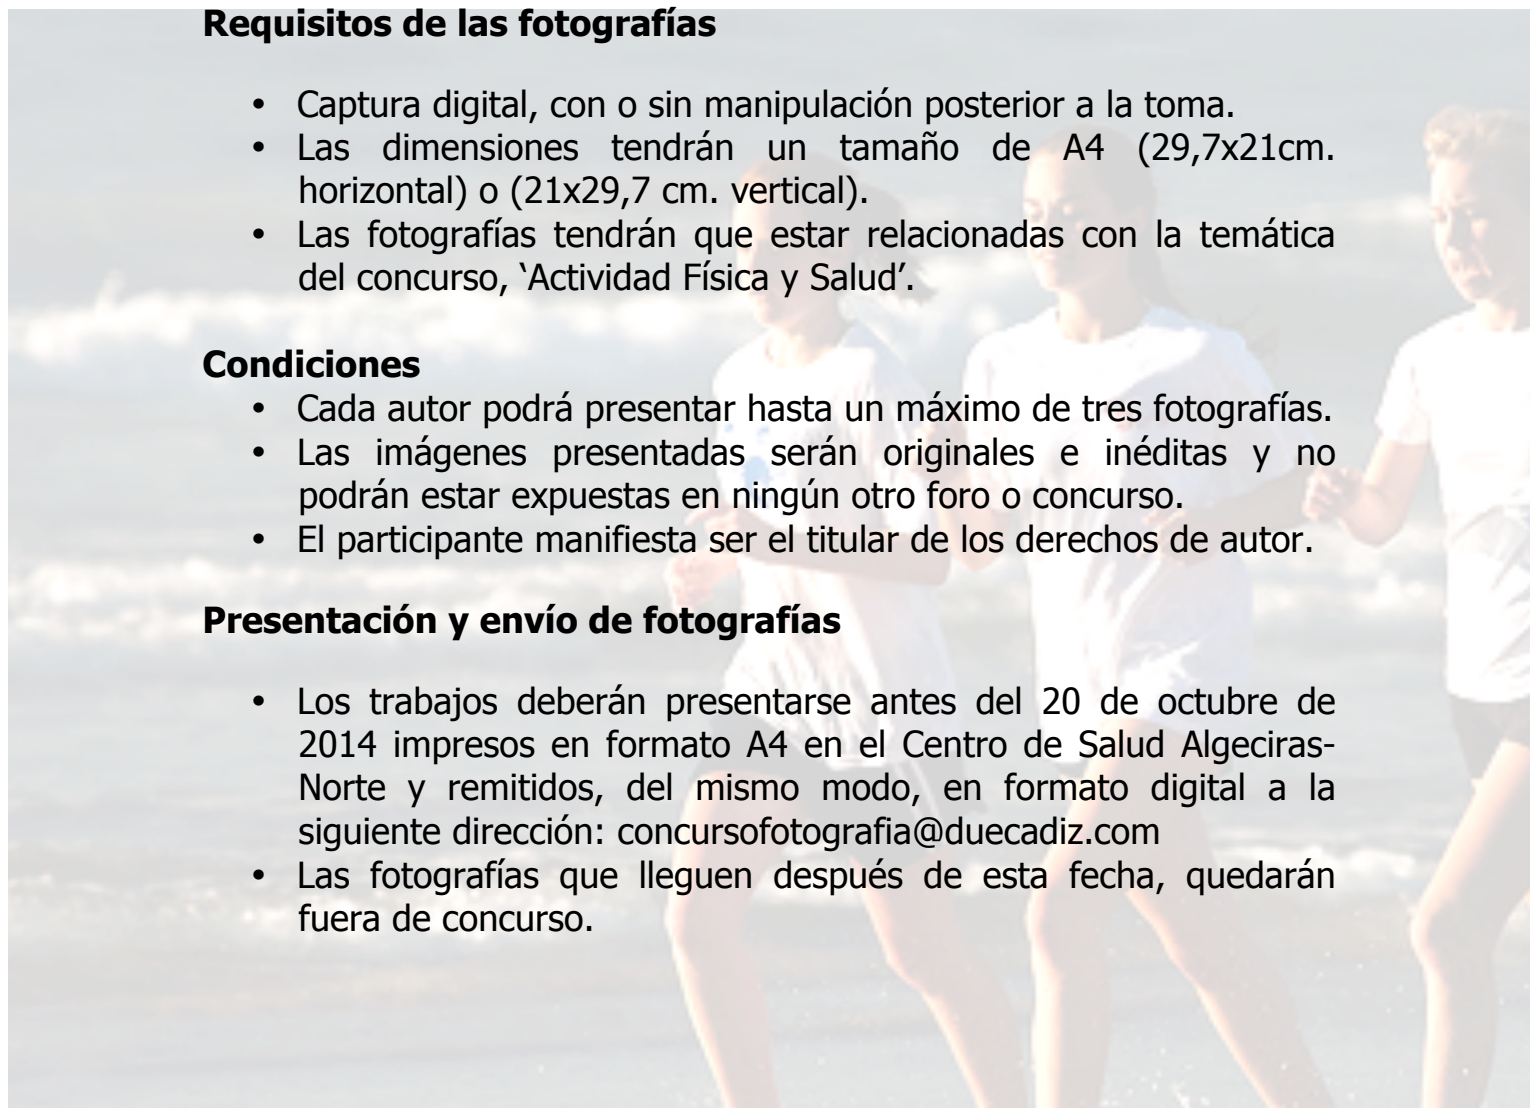 Requisitos de las fotografías
• Captura digital, con o sin manipulación posterior a la toma.
• Las dimensiones tendrán un tamaño de A4 (29,7x21cm.
horizontal) o (21x29,7 cm. vertical).
• Las fotografías tendrán que estar relacionadas con la temática
del concurso, ‘Actividad Física y Salud’.
Condiciones
• Cada autor podrá presentar hasta un máximo de tres fotografías.
• Las imágenes presentadas serán originales e inéditas y no
podrán estar expuestas en ningún otro foro o concurso.
• El participante manifiesta ser el titular de los derechos de autor.
Presentación y envío de fotografías
• Los trabajos deberán presentarse antes del 20 de octubre de
2014 impresos en formato A4 en el Centro de Salud Algeciras-
Norte y remitidos, del mismo modo, en formato digital a la
siguiente dirección: concursofotografia@duecadiz.com
• Las fotografías que lleguen después de esta fecha, quedarán
fuera de concurso.